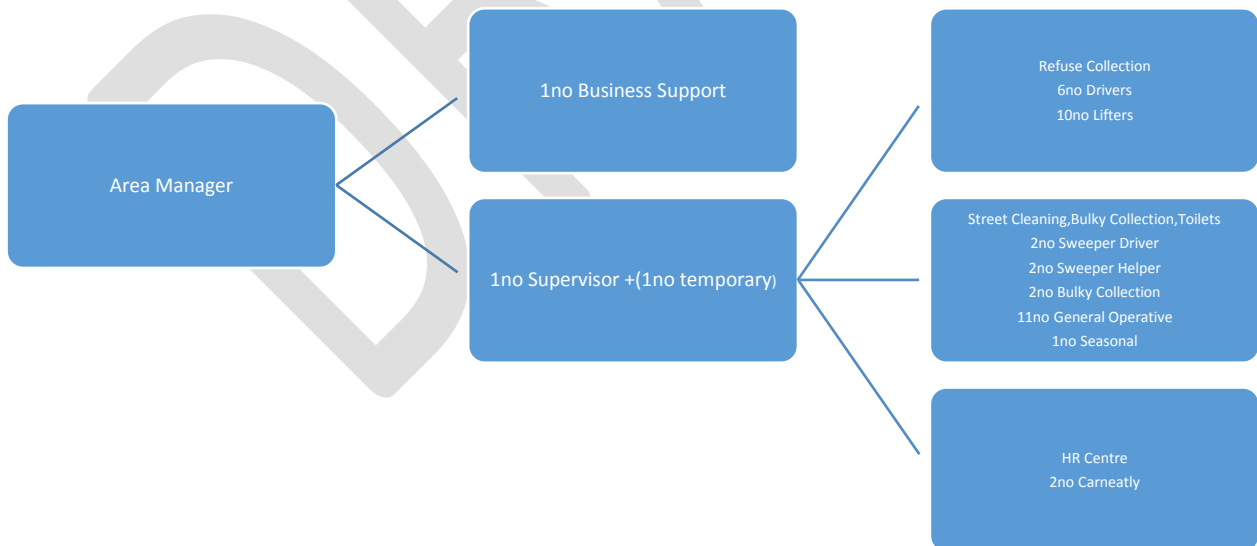 Area Manager
1no Business Support
1no Supervisor +(1no temporary)
Refuse Collection
6no Drivers
10no Lifters
Street Cleaning,Bulky Collection,Toilets
2no Sweeper Driver
2no Sweeper Helper
2no Bulky Collection
11no General Operative
1no Seasonal
HR Centre
2no Carneatly